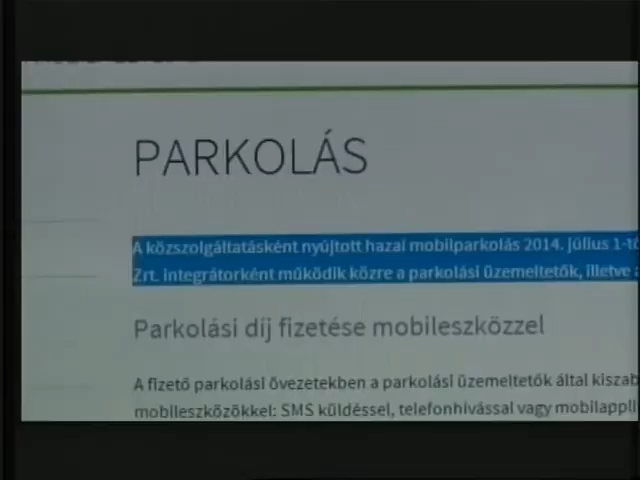 PARKOLÁS
A közszolgáltatásként nyújtott hazai mobilparkolás 2014. július 1-tő
Zrt. integrátorként működik közre a parkolási üzemeltetők, illetve a
Parkolási díj fizetése mobileszközzel
A fizető parkolási övezetekben a parkolási üzemeltetők által kiszab
mobileszközökkel: SMS küldéssel, telefonhívással vagy mobilappli